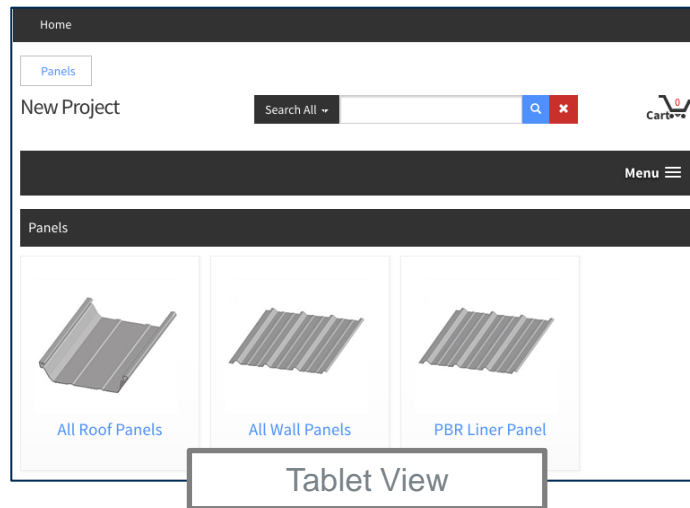 Home
Panels
New Project
Search All
0
Cart
Menu
Panels
All Roof Panels
All Wall Panels
PBR Liner Panel
Tablet View